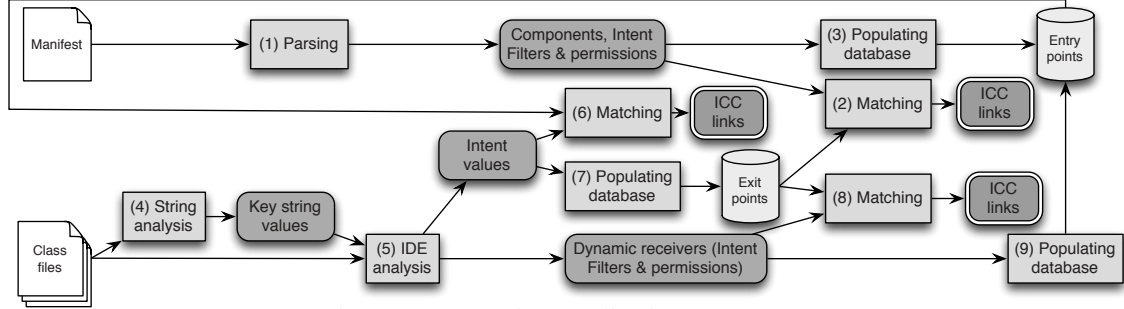 Manifest
(1) Parsing
Components, Intent
Filters & permissions
(3) Populating
database
Entry
points
(6) Matching
ICC
links
(2) Matching
ICC
links
Intent
values
(7) Populating
database
Exit
points
(8) Matching
ICC
links
(4) String
analysis
Key string
values
Class
files
(5) IDE
analysis
Dynamic receivers (Intent
Filters & permissions)
(9) Populating
database